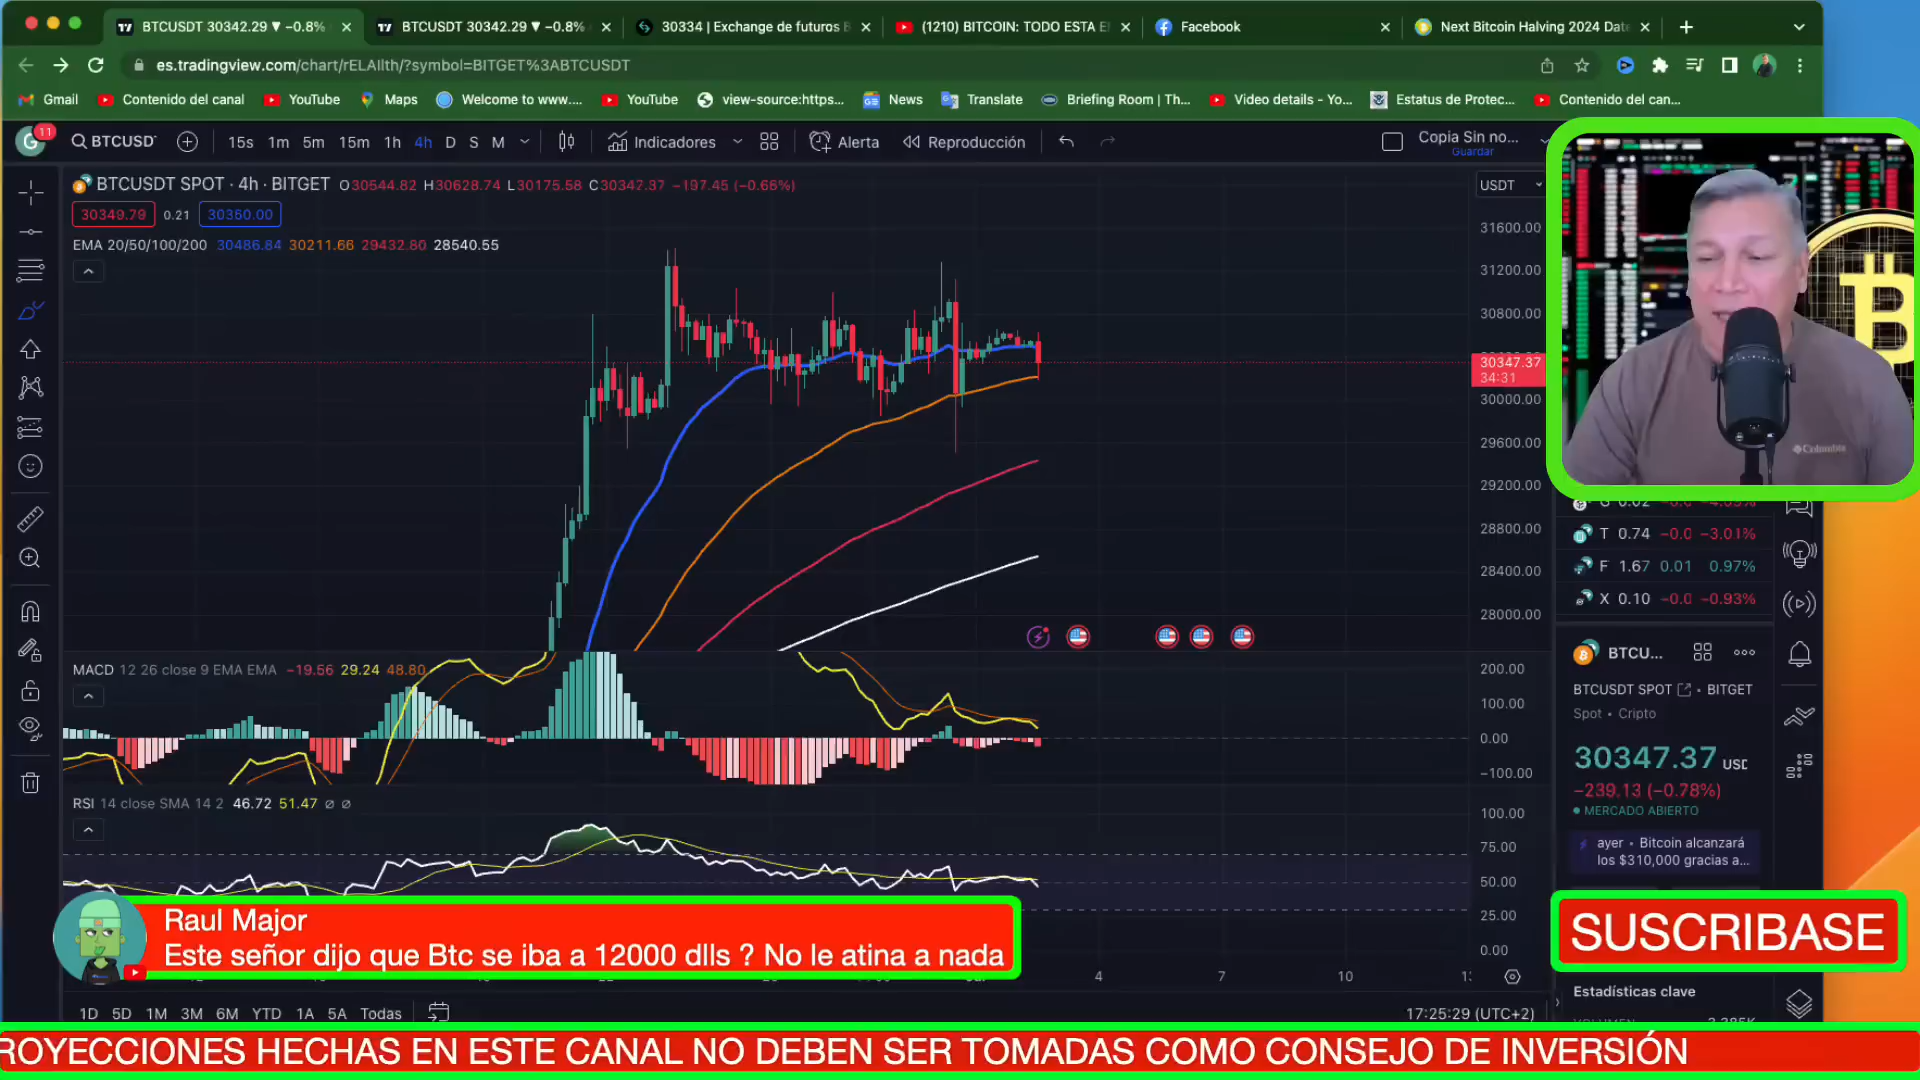 BTCUSDT 30342.29 ▼ −0.8%
BTCUSDT 30342.29 ▼ −0.8%
30334 | Exchange de futuros B
(1210) BITCOIN: TODO ESTA E
Facebook
Next Bitcoin Halving 2024 Date
es.tradingview.com/chart/rELAIlth/?symbol=BITGET%3ABTCUSDT
Gmail
Contenido del canal
YouTube
Maps
Welcome to www....
YouTube
view-source:https...
News
Translate
Briefing Room | Th...
Video details - Yo...
Estatus de Protec...
Contenido del can...
G
11
BTCUSDT
15s 1m 5m 15m 1h 4h D S M
Indicadores
Alerta
Reproducción
Copia Sin no...
Guardar
BTCUSDT SPOT · 4h · BITGET O30544.82 H30628.74 L30175.58 C30347.37 −197.45 (−0.66%)
USDT
30349.79 0.21 30350.00
EMA 20/50/100/200 30486.84 30211.66 29432.80 28540.55
31600.00
31200.00
30800.00
30347.37
34:31
30000.00
29600.00
29200.00
28800.00
28400.00
28000.00
MACD 12 26 close 9 EMA EMA −19.56 29.24 48.80
200.00
100.00
0.00
−100.00
RSI 14 close SMA 14 2 46.72 51.47 ∅ ∅
100.00
75.00
50.00
25.00
0.00
4 7 10
1D 5D 1M 3M 6M YTD 1A 5A Todas
17:25:29 (UTC+2)
Columbia
T 0.74 −0.0 −3.01%
F 1.67 0.01 0.97%
X 0.10 −0.0 −0.93%
BTCU...
BTCUSDT SPOT · BITGET
Spot · Cripto
30347.37 USD
−239.13 (−0.78%)
MERCADO ABIERTO
ayer · Bitcoin alcanzará
los $310,000 gracias a...
Raul Major
Este señor dijo que Btc se iba a 12000 dlls ? No le atina a nada
SUSCRIBASE
Estadísticas clave
ROYECCIONES HECHAS EN ESTE CANAL NO DEBEN SER TOMADAS COMO CONSEJO DE INVERSIÓN